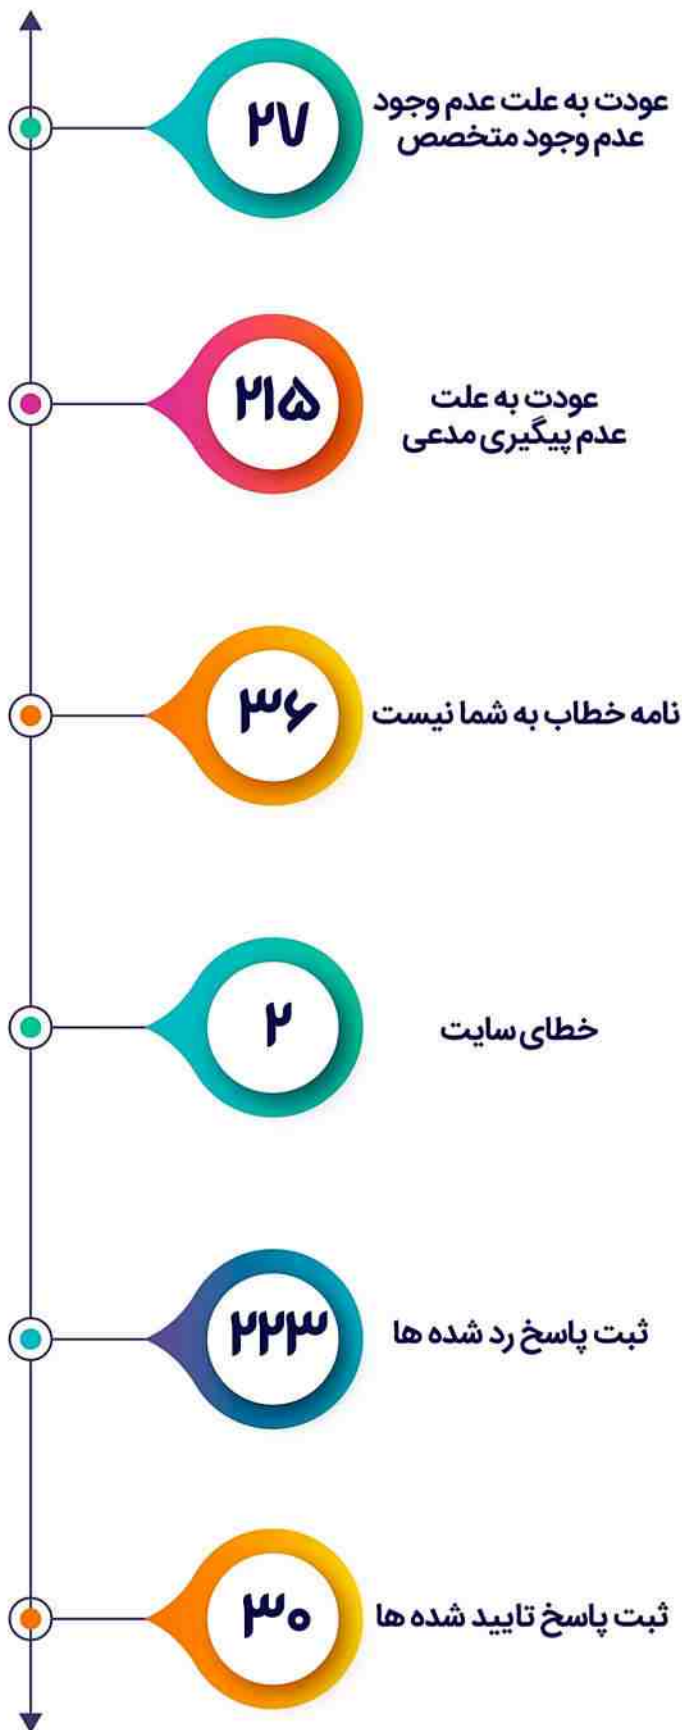 عودت به علت عدم وجود
عدم وجود متخصص
۲۷
عودت به علت
عدم پیگیری مدعی
۲۱۵
نامه خطاب به شما نیست
۳۶
خطای سایت
۲
ثبت پاسخ رد شده ها
۲۲۳
ثبت پاسخ تایید شده ها
۳۰